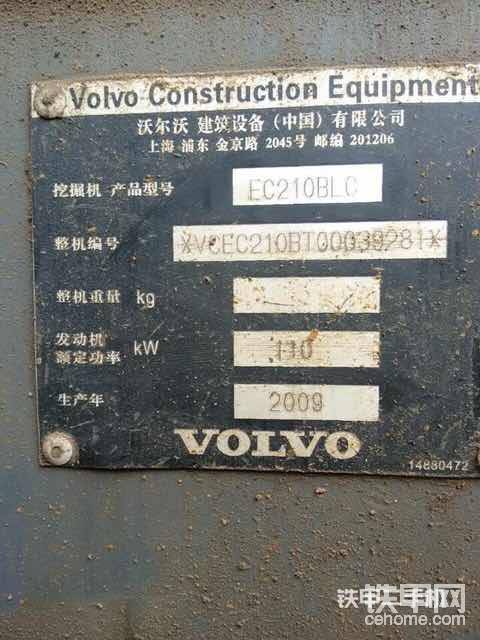 Volvo Construction Equipment
沃尔沃 建筑设备（中国）有限公司
上海 浦东 金京路 2045号 邮编 201206
挖掘机 产品型号 EC210BLC
整机编号 XVCEC210BT00039281X
整机重量 kg
发动机 额定功率 kW 110
生产年 2009
VOLVO
14880472
铁甲二手机
铁甲网
cehome.com